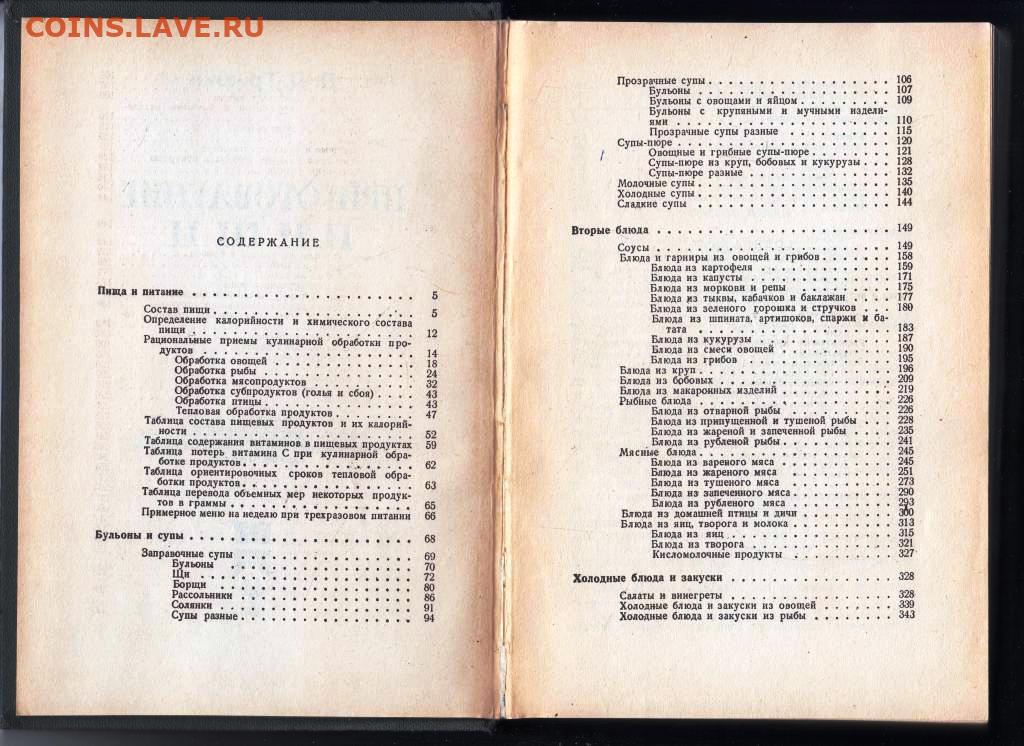 COINS.LAVE.RU
СОДЕРЖАНИЕ
Пища и питание . . . . . . . . . . . . . . . . . . . . 5
Состав пищи . . . . . . . . . . . . . . . . . . 5
Определение калорийности и химического состава
пищи . . . . . . . . . . . . . . . . . . 12
Рациональные приемы кулинарной обработки про-
дуктов . . . . . . . . . . . . . . . . . 14
Обработка овощей . . . . . . . . . . . . 18
Обработка рыбы . . . . . . . . . . . . . 24
Обработка мясопродуктов . . . . . . . . . 32
Обработка субпродуктов (голья и сбоя) . . . . 43
Обработка птицы . . . . . . . . . . . . . 43
Тепловая обработка продуктов . . . . . . . 47
Таблица состава пищевых продуктов и их калорий-
ности . . . . . . . . . . . . . . . . . 52
Таблица содержания витаминов в пищевых продуктах 59
Таблица потерь витамина С при кулинарной обра-
ботке продуктов . . . . . . . . . . . . . . 62
Таблица ориентировочных сроков тепловой обра-
ботки продуктов . . . . . . . . . . . . . . 63
Таблица перевода объемных мер некоторых продук-
тов в граммы . . . . . . . . . . . . . . . 65
Примерное меню на неделю при трехразовом питании 66
Бульоны и супы . . . . . . . . . . . . . . . . . . . . 68
Заправочные супы . . . . . . . . . . . . . . . 69
Бульоны . . . . . . . . . . . . . . . . 70
Щи . . . . . . . . . . . . . . . . . . 72
Борщи . . . . . . . . . . . . . . . . . 80
Рассольники . . . . . . . . . . . . . . . 86
Солянки . . . . . . . . . . . . . . . . 91
Супы разные . . . . . . . . . . . . . . . 94
Прозрачные супы . . . . . . . . . . . . . . . . 106
Бульоны . . . . . . . . . . . . . . . . 107
Бульоны с овощами и яйцом . . . . . . . . . 109
Бульоны с крупяными и мучными издели-
ями . . . . . . . . . . . . . . . . . 110
Прозрачные супы разные . . . . . . . . . . 115
Супы-пюре . . . . . . . . . . . . . . . . . . 120
Овощные и грибные супы-пюре . . . . . . . . 121
Супы-пюре из круп, бобовых и кукурузы . . . 128
Супы-пюре разные . . . . . . . . . . . . 132
Молочные супы . . . . . . . . . . . . . . . . 135
Холодные супы . . . . . . . . . . . . . . . . 140
Сладкие супы . . . . . . . . . . . . . . . . . 144
Вторые блюда . . . . . . . . . . . . . . . . . . . . 149
Соусы . . . . . . . . . . . . . . . . . . . . 149
Блюда и гарниры из овощей и грибов . . . . . . . 158
Блюда из картофеля . . . . . . . . . . . . 159
Блюда из капусты . . . . . . . . . . . . . 171
Блюда из моркови и репы . . . . . . . . . . 175
Блюда из тыквы, кабачков и баклажан . . . . . 177
Блюда из зеленого горошка и стручков . . . 180
Блюда из шпината, артишоков, спаржи и ба-
тата . . . . . . . . . . . . . . . . . 183
Блюда из кукурузы . . . . . . . . . . . . 187
Блюда из смеси овощей . . . . . . . . . . 190
Блюда из грибов . . . . . . . . . . . . . 195
Блюда из круп . . . . . . . . . . . . . . . . 196
Блюда из бобовых . . . . . . . . . . . . . . . 209
Блюда из макаронных изделий . . . . . . . . . . 219
Рыбные блюда . . . . . . . . . . . . . . . . . 226
Блюда из отварной рыбы . . . . . . . . . . 226
Блюда из припущенной и тушеной рыбы . . . . 228
Блюда из жареной и запеченной рыбы . . . . 235
Блюда из рубленой рыбы . . . . . . . . . . 241
Мясные блюда . . . . . . . . . . . . . . . . . 245
Блюда из вареного мяса . . . . . . . . . . 245
Блюда из жареного мяса . . . . . . . . . . 251
Блюда из тушеного мяса . . . . . . . . . . 273
Блюда из запеченного мяса . . . . . . . . . 290
Блюда из рубленого мяса . . . . . . . . . . 293
Блюда из домашней птицы и дичи . . . . . . . . . 300
Блюда из яиц, творога и молока . . . . . . . . . 313
Блюда из яиц . . . . . . . . . . . . . . 315
Блюда из творога . . . . . . . . . . . . . 321
Кисломолочные продукты . . . . . . . . . . 327
Холодные блюда и закуски . . . . . . . . . . . . . . . 328
Салаты и винегреты . . . . . . . . . . . . . . 328
Холодные блюда и закуски из овощей . . . . . . . 339
Холодные блюда и закуски из рыбы . . . . . . . . 343